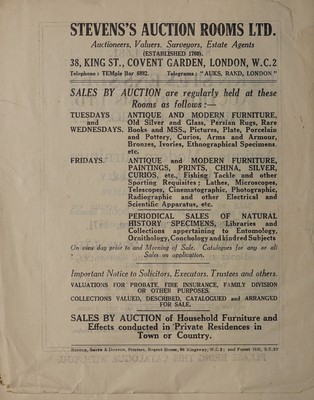 STEVENS'S AUCTION ROOMS LTD.
Auctioneers, Valuers, Surveyors, Estate Agents
(ESTABLISHED 1760).
38, KING ST., COVENT GARDEN, LONDON, W.C.2
Telephone : TEMple Bar 6882. Telegrams : "AUKS, RAND, LONDON"
SALES BY AUCTION are regularly held at these
Rooms as follows :—
TUESDAYS ANTIQUE AND MODERN FURNITURE,
and Old Silver and Glass, Persian Rugs, Rare
WEDNESDAYS. Books and MSS., Pictures, Plate, Porcelain
and Pottery, Curios, Arms and Armour,
Bronzes, Ivories, Ethnographical Specimens,
etc.
FRIDAYS. ANTIQUE and MODERN FURNITURE,
PAINTINGS, PRINTS, CHINA, SILVER,
CURIOS, etc., Fishing Tackle and other
Sporting Requisites; Lathes, Microscopes,
Telescopes, Cinematographic, Photographic,
Radiographic and other Electrical and
Scientific Apparatus, etc.
PERIODICAL SALES OF NATURAL
HISTORY SPECIMENS, Libraries and
Collections appertaining to Entomology,
Ornithology, Conchology and kindred Subjects
On view day prior to and Morning of Sale. Catalogues for any or all
Sales on application.
Important Notice to Solicitors, Executors, Trustees and others.
VALUATIONS FOR PROBATE, FIRE INSURANCE, FAMILY DIVISION
OR OTHER PURPOSES.
COLLECTIONS VALUED, DESCRIBED, CATALOGUED and ARRANGED
FOR SALE.
SALES BY AUCTION of Household Furniture and
Effects conducted in Private Residences in
Town or Country.
Printers, Regent House, Kingsway, W.C.2; and Forest Hill, S.E.23